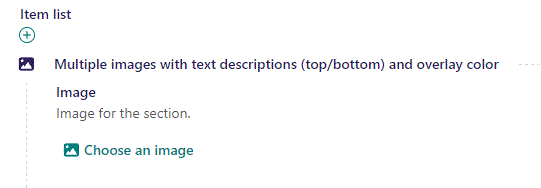 Item list
Multiple images with text descriptions (top/bottom) and overlay color
Image
Image for the section.
Choose an image